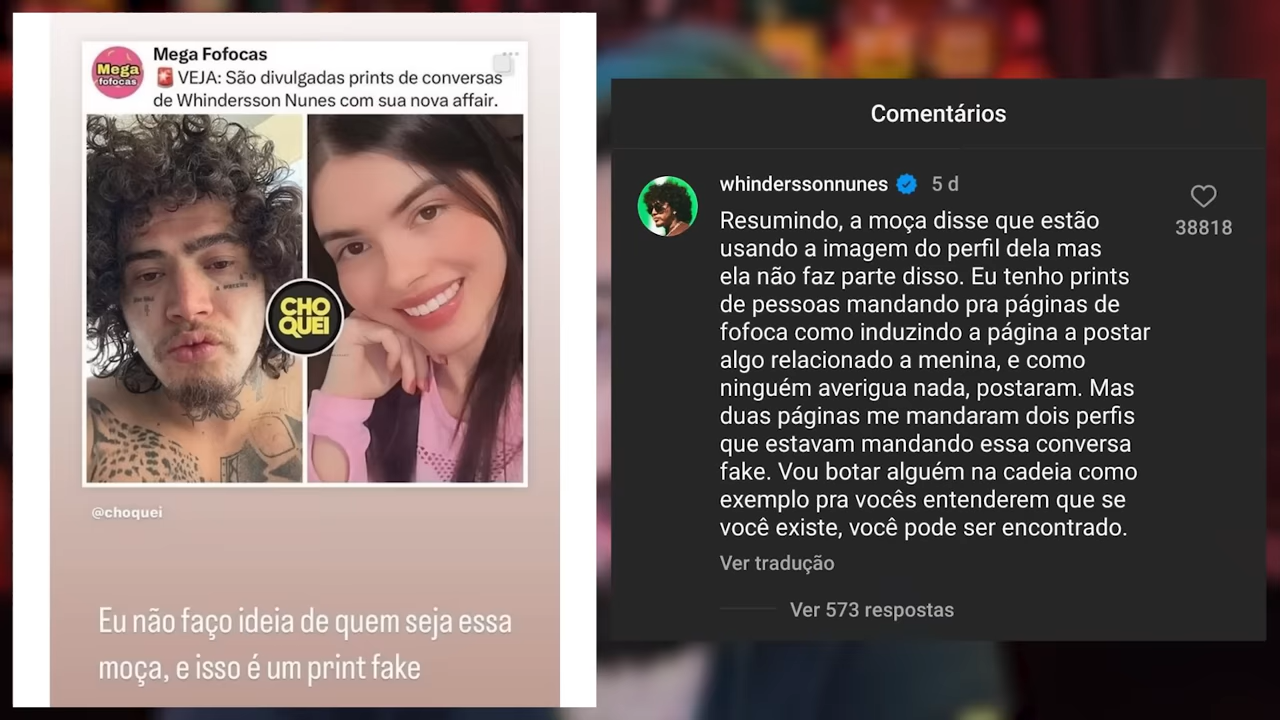 Mega Fofocas
Mega
fofocas
🚨 VEJA: São divulgadas prints de conversas
de Whindersson Nunes com sua nova affair.
CHO
QUEI
@choquei
Eu não faço ideia de quem seja essa
moça, e isso é um print fake
Comentários
whinderssonnunes 5 d
38818
Resumindo, a moça disse que estão
usando a imagem do perfil dela mas
ela não faz parte disso. Eu tenho prints
de pessoas mandando pra páginas de
fofoca como induzindo a página a postar
algo relacionado a menina, e como
ninguém averigua nada, postaram. Mas
duas páginas me mandaram dois perfis
que estavam mandando essa conversa
fake. Vou botar alguém na cadeia como
exemplo pra vocês entenderem que se
você existe, você pode ser encontrado.
Ver tradução
Ver 573 respostas